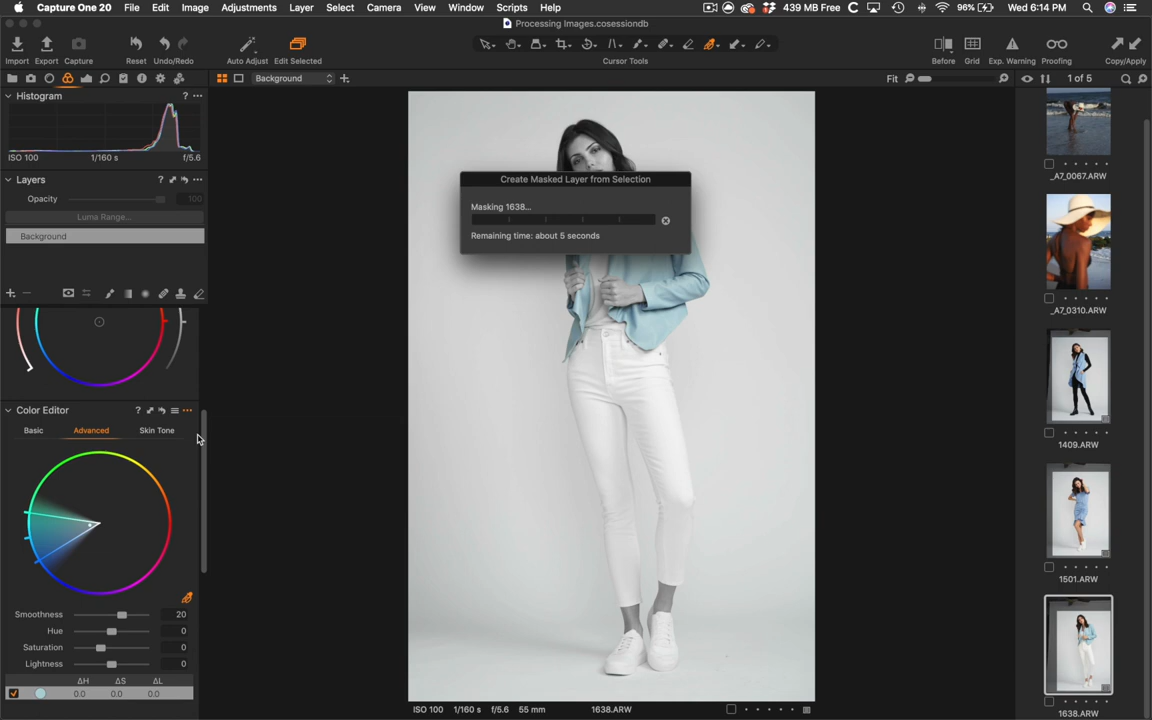 Capture One 20 File Edit Image Adjustments Layer Select Camera View Window Scripts Help 439 MB Free 96% Wed 6:14 PM
Processing Images.cosessiondb
Import Export Capture Reset Undo/Redo Auto Adjust Edit Selected Cursor Tools Before Grid Exp. Warning Proofing Copy/Apply
Background Fit 1 of 5
Histogram ?
ISO 100 1/160 s f/5.6
Layers ?
Opacity 100
Luma Range...
Background
Create Masked Layer from Selection
Masking 1638...
Remaining time: about 5 seconds
Color Editor ?
Basic Advanced Skin Tone
Smoothness 20
Hue 0
Saturation 0
Lightness 0
ΔH ΔS ΔL
0.0 0.0 0.0
ISO 100 1/160 s f/5.6 55 mm 1638.ARW
_A7_0067.ARW
_A7_0310.ARW
1409.ARW
1501.ARW
1638.ARW